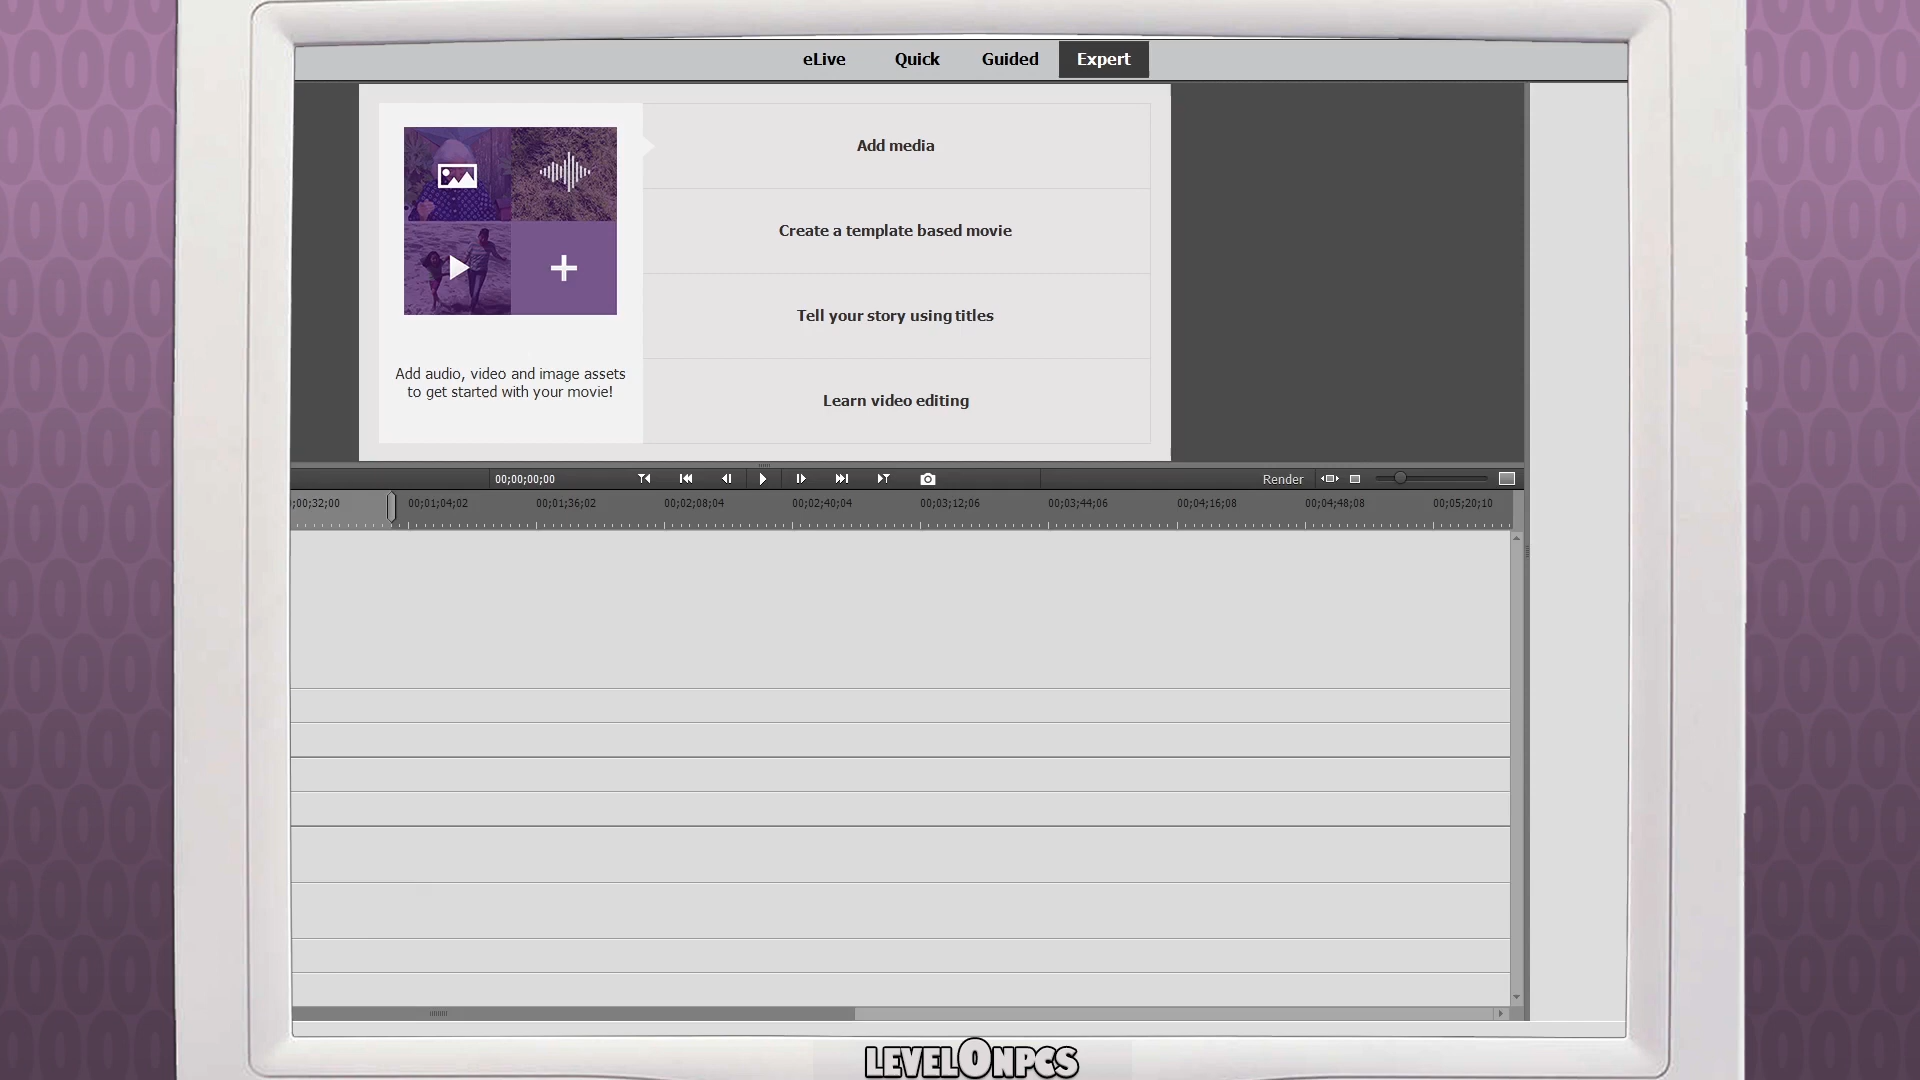 eLive Quick Guided Expert
Add media
Create a template based movie
Tell your story using titles
Learn video editing
Add audio, video and image assets
to get started with your movie!
00;00;00;00
Render
;00;32;00 00;01;04;02 00;01;36;02 00;02;08;04 00;02;40;04 00;03;12;06 00;03;44;06 00;04;16;08 00;04;48;08 00;05;20;10
LEVEL0NPCS